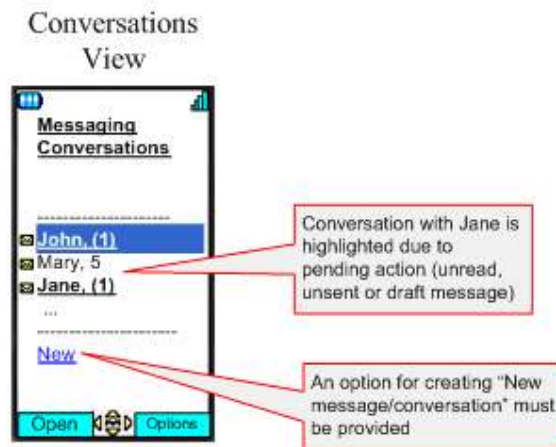 Conversations
View
Messaging
Conversations
----------------------
John, (1)
Mary, 5
Jane, (1)
...
-----------------------
New
Open
Options
Conversation with Jane is
highlighted due to
pending action (unread,
unsent or draft message)
An option for creating “New
message/conversation” must
be provided